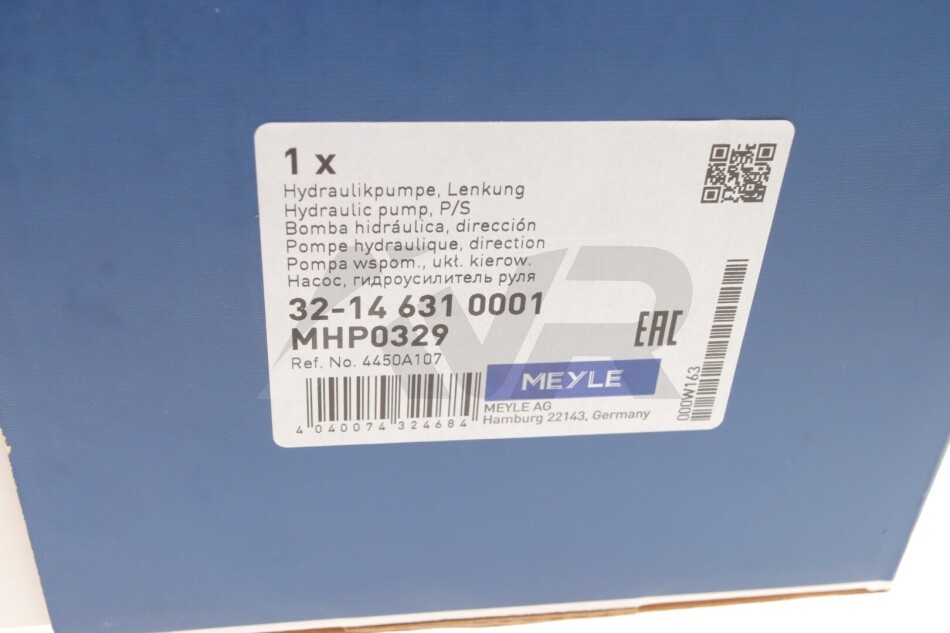 1 x
Hydraulikpumpe, Lenkung
Hydraulic pump, P/S
Bomba hidráulica, dirección
Pompe hydraulique, direction
Pompa wspom., ukł. kierow.
Насос, гидроусилитель руля
32-14 631 0001
MHP0329
Ref. No. 4450A107
4 040074 324684
MEYLE
MEYLE AG
Hamburg 22143, Germany
EAC
000W163
AVR